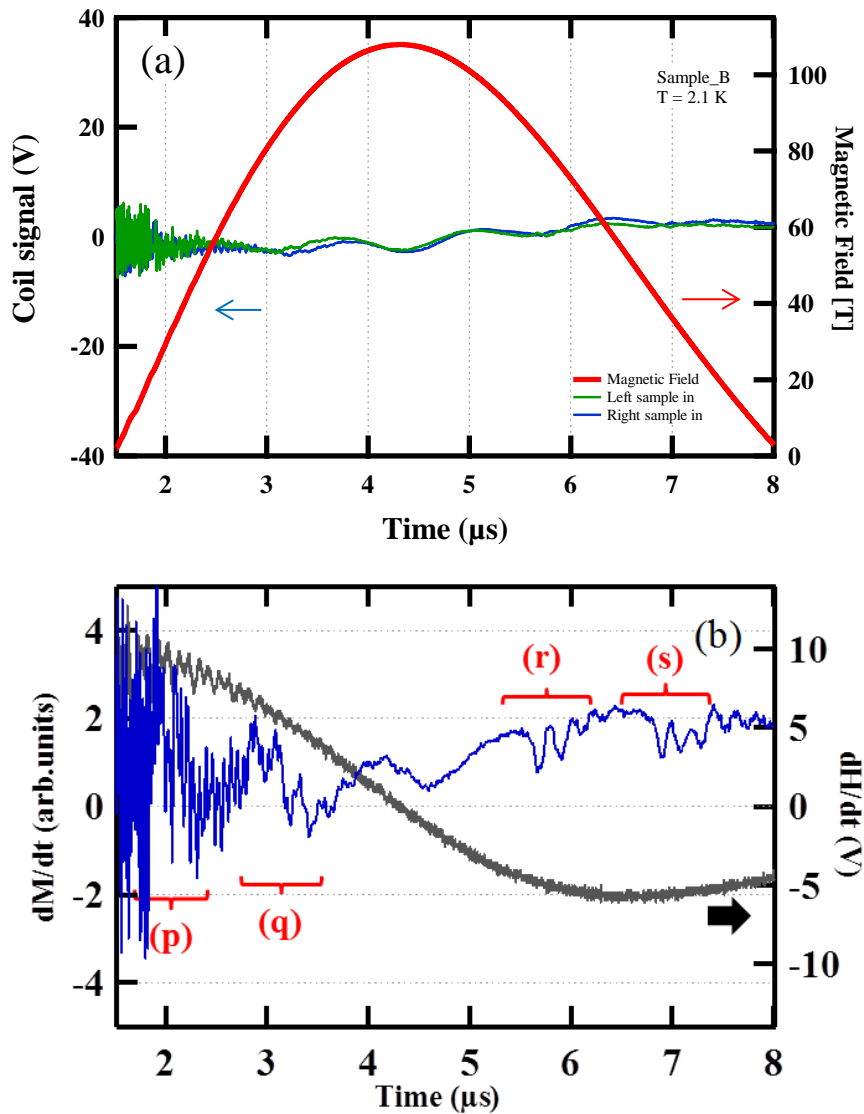 (a)
40
20
0
-20
-40
Coil signal (V)
Sample_B
T = 2.1 K
100
80
60
40
20
0
Magnetic Field [T]
Magnetic Field
Left sample in
Right sample in
2 3 4 5 6 7 8
Time (µs)
(b)
4
2
0
-2
-4
dM/dt (arb.units)
(r)
(s)
(p)
(q)
10
5
0
-5
-10
dH/dt (V)
2 3 4 5 6 7 8
Time (µs)